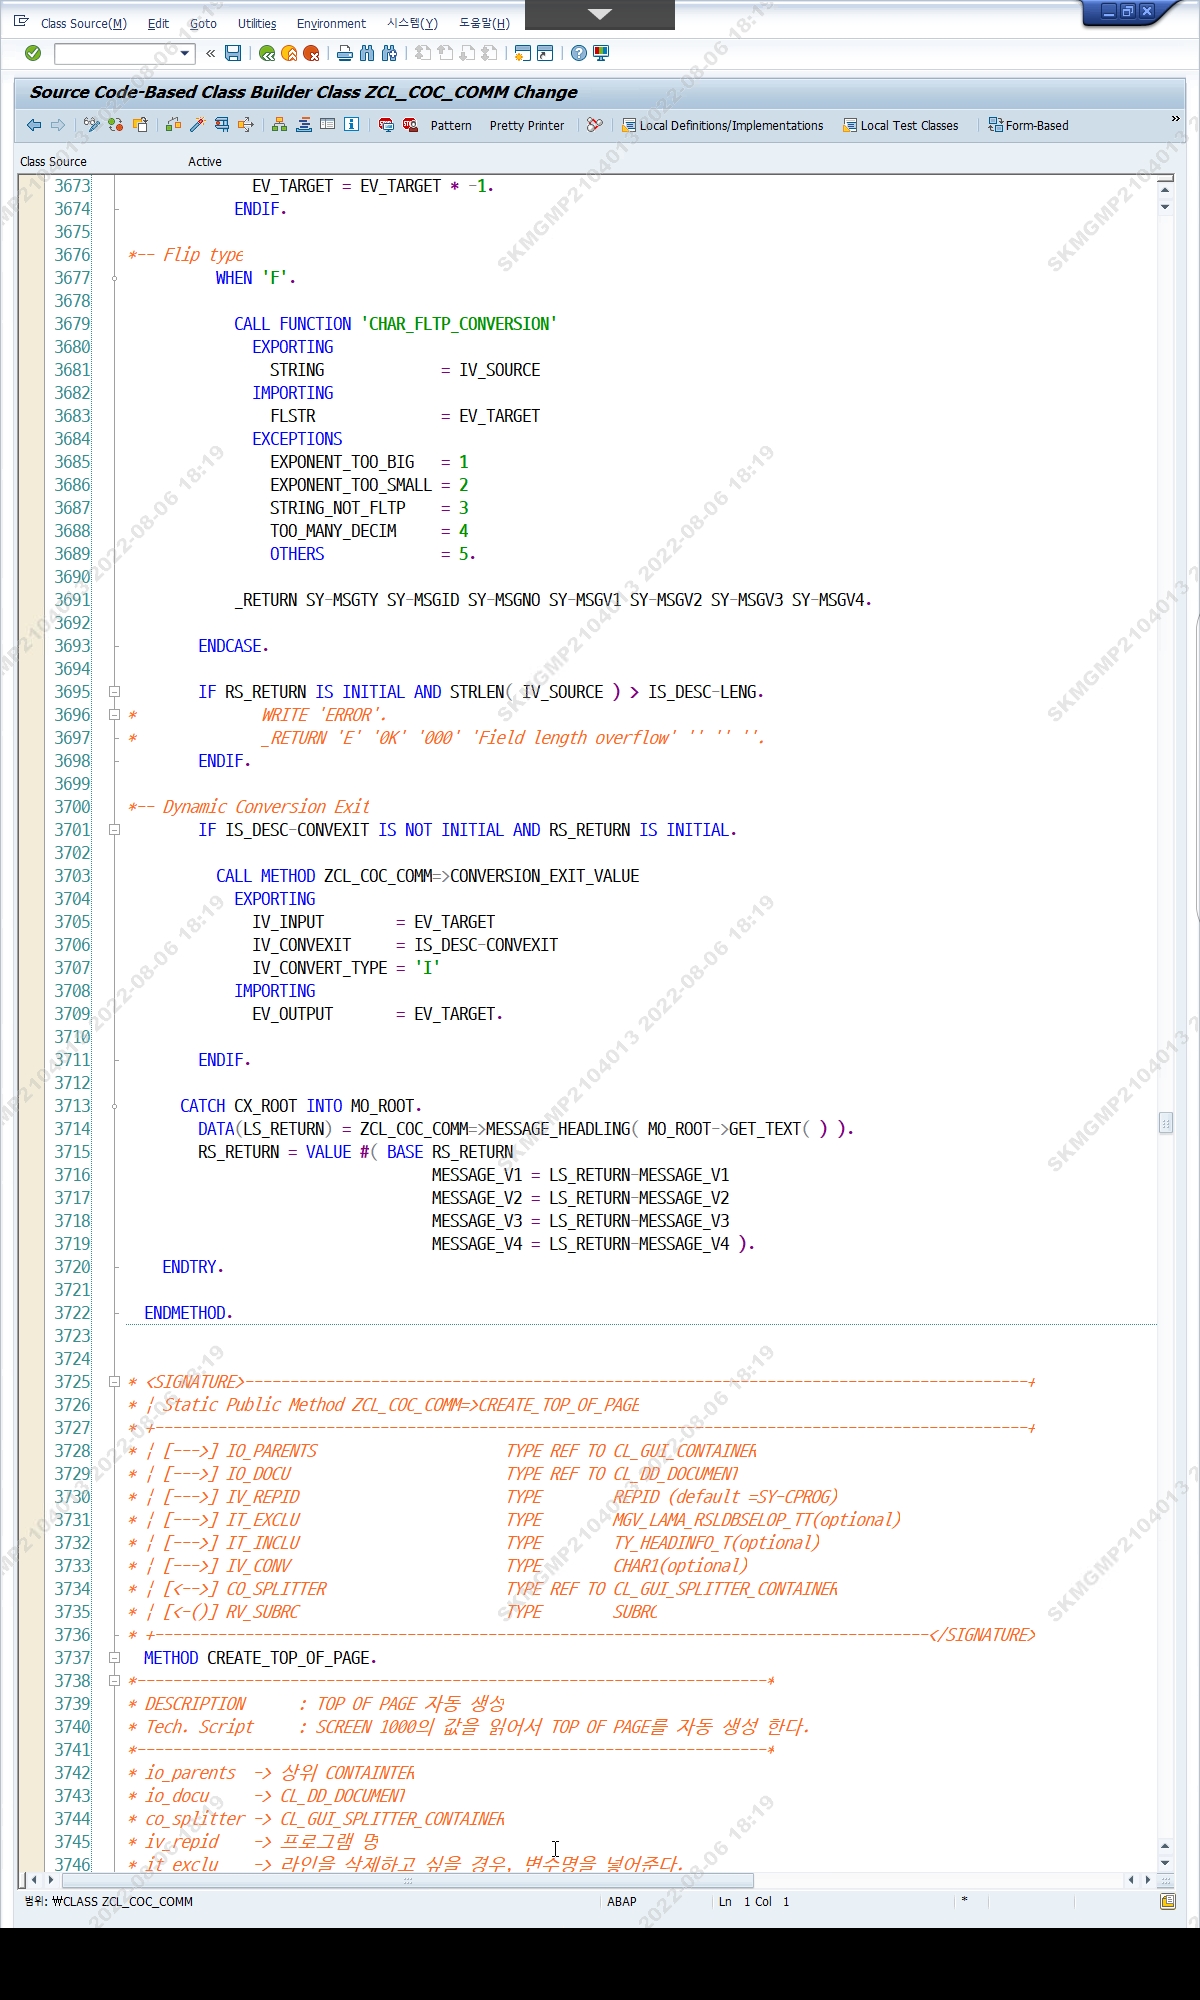 Class Source(M) Edit Goto Utilities Environment 시스템(Y) 도움말(H)
Source Code-Based Class Builder Class ZCL_COC_COMM Change
Pattern Pretty Printer Local Definitions/Implementations Local Test Classes Form-Based
Class Source Active
3673 EV_TARGET = EV_TARGET * -1.
3674 ENDIF.
3675
3676 *-- Flip type
3677 WHEN 'F'.
3678
3679 CALL FUNCTION 'CHAR_FLTP_CONVERSION'
3680 EXPORTING
3681 STRING = IV_SOURCE
3682 IMPORTING
3683 FLSTR = EV_TARGET
3684 EXCEPTIONS
3685 EXPONENT_TOO_BIG = 1
3686 EXPONENT_TOO_SMALL = 2
3687 STRING_NOT_FLTP = 3
3688 TOO_MANY_DECIM = 4
3689 OTHERS = 5.
3690
3691 _RETURN SY-MSGTY SY-MSGID SY-MSGNO SY-MSGV1 SY-MSGV2 SY-MSGV3 SY-MSGV4.
3692
3693 ENDCASE.
3694
3695 IF RS_RETURN IS INITIAL AND STRLEN( IV_SOURCE ) > IS_DESC-LENG.
3696 * WRITE 'ERROR'.
3697 * _RETURN 'E' '0K' '000' 'Field length overflow' '' '' ''.
3698 ENDIF.
3699
3700 *-- Dynamic Conversion Exit
3701 IF IS_DESC-CONVEXIT IS NOT INITIAL AND RS_RETURN IS INITIAL.
3702
3703 CALL METHOD ZCL_COC_COMM=>CONVERSION_EXIT_VALUE
3704 EXPORTING
3705 IV_INPUT = EV_TARGET
3706 IV_CONVEXIT = IS_DESC-CONVEXIT
3707 IV_CONVERT_TYPE = 'I'
3708 IMPORTING
3709 EV_OUTPUT = EV_TARGET.
3710
3711 ENDIF.
3712
3713 CATCH CX_ROOT INTO MO_ROOT.
3714 DATA(LS_RETURN) = ZCL_COC_COMM=>MESSAGE_HEADLING( MO_ROOT->GET_TEXT( ) ).
3715 RS_RETURN = VALUE #( BASE RS_RETURN
3716 MESSAGE_V1 = LS_RETURN-MESSAGE_V1
3717 MESSAGE_V2 = LS_RETURN-MESSAGE_V2
3718 MESSAGE_V3 = LS_RETURN-MESSAGE_V3
3719 MESSAGE_V4 = LS_RETURN-MESSAGE_V4 ).
3720 ENDTRY.
3721
3722 ENDMETHOD.
3723
3724
3725 * <SIGNATURE>---------------------------------------------------------------------------------------+
3726 * ¦ Static Public Method ZCL_COC_COMM=>CREATE_TOP_OF_PAGE
3727 * +-------------------------------------------------------------------------------------------------+
3728 * ¦ [--->] IO_PARENTS TYPE REF TO CL_GUI_CONTAINER
3729 * ¦ [--->] IO_DOCU TYPE REF TO CL_DD_DOCUMENT
3730 * ¦ [--->] IV_REPID TYPE REPID (default =SY-CPROG)
3731 * ¦ [--->] IT_EXCLU TYPE MGV_LAMA_RSLDBSELOP_TT(optional)
3732 * ¦ [--->] IT_INCLU TYPE TY_HEADINFO_T(optional)
3733 * ¦ [--->] IV_CONV TYPE CHAR1(optional)
3734 * ¦ [<-->] CO_SPLITTER TYPE REF TO CL_GUI_SPLITTER_CONTAINER
3735 * ¦ [<-()] RV_SUBRC TYPE SUBRC
3736 * +--------------------------------------------------------------------------------------</SIGNATURE>
3737 METHOD CREATE_TOP_OF_PAGE.
3738 *----------------------------------------------------------------------*
3739 * DESCRIPTION : TOP OF PAGE 자동 생성
3740 * Tech. Script : SCREEN 1000의 값을 읽어서 TOP OF PAGE를 자동 생성 한다.
3741 *----------------------------------------------------------------------*
3742 * io_parents -> 상위 CONTAINTER
3743 * io_docu -> CL_DD_DOCUMENT
3744 * co_splitter -> CL_GUI_SPLITTER_CONTAINER
3745 * iv_repid -> 프로그램 명
3746 * it_exclu -> 라인을 삭제하고 싶을 경우, 변수명을 넣어준다.
범위: ₩CLASS ZCL_COC_COMM ABAP Ln 1 Col 1 *
SKMGMP2104013 2022-08-06 18:19